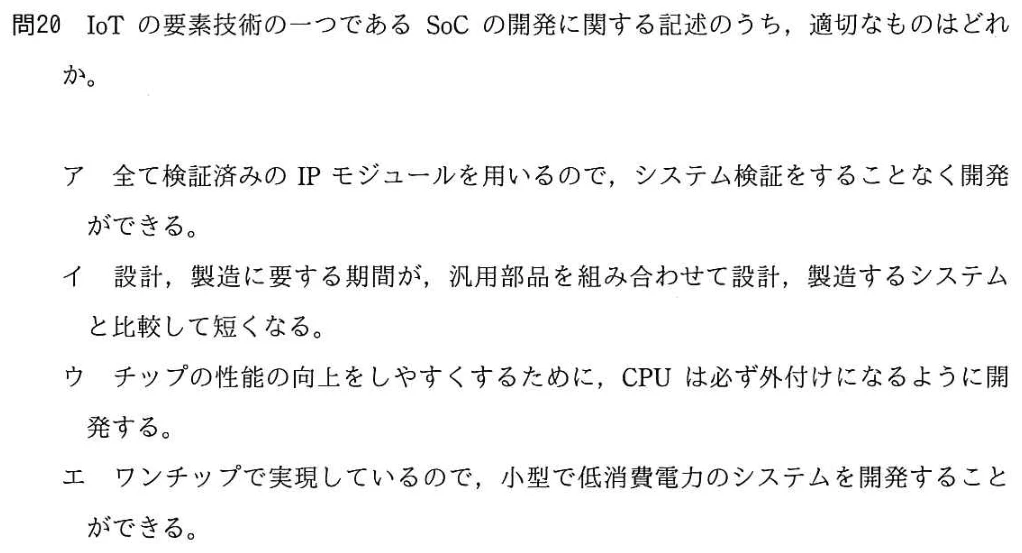 問20　IoT の要素技術の一つである SoC の開発に関する記述のうち，適切なものはどれ
か。
ア　全て検証済みの IP モジュールを用いるので，システム検証をすることなく開発
ができる。
イ　設計，製造に要する期間が，汎用部品を組み合わせて設計，製造するシステム
と比較して短くなる。
ウ　チップの性能の向上をしやすくするために，CPU は必ず外付けになるように開
発する。
エ　ワンチップで実現しているので，小型で低消費電力のシステムを開発すること
ができる。